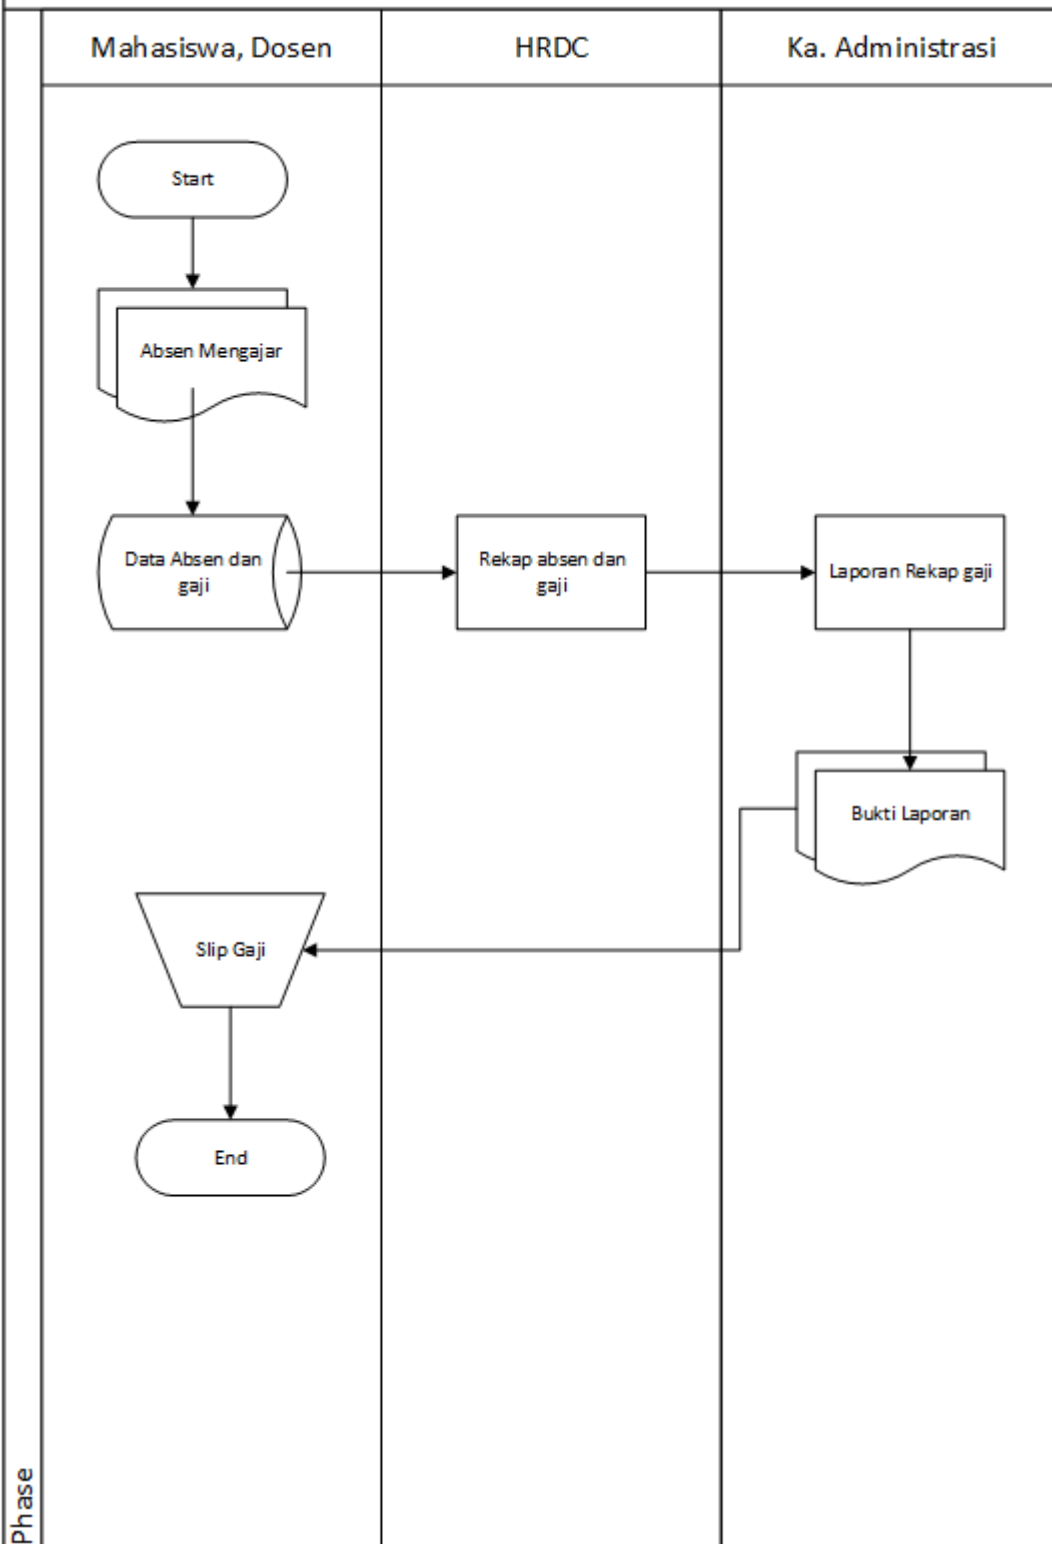 Mahasiswa, Dosen
HRDC
Ka. Administrasi
Start
Absen Mengajar
Data Absen dan
gaji
Rekap absen dan
gaji
Laporan Rekap gaji
Bukti Laporan
Slip Gaji
End
Phase